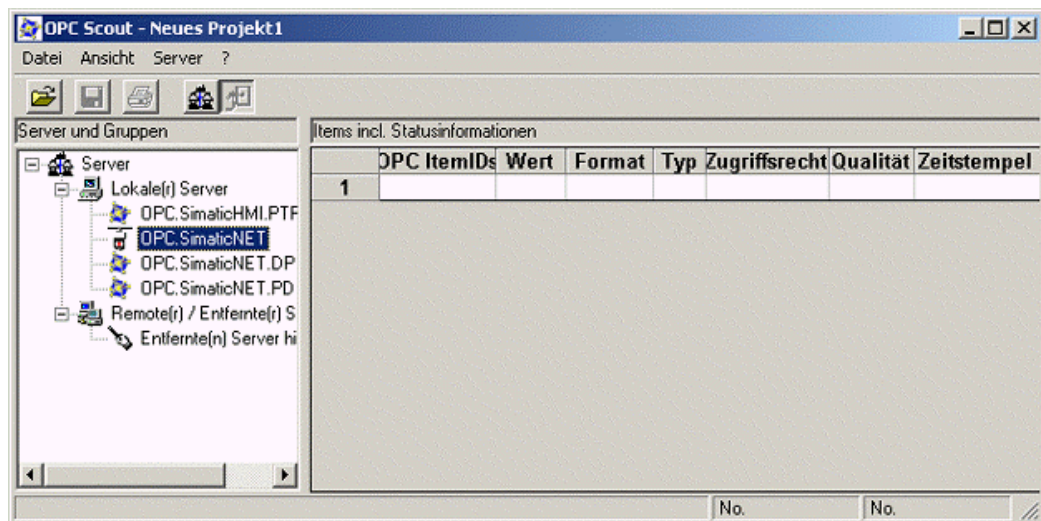 OPC Scout - Neues Projekt1
Datei Ansicht Server ?
Server und Gruppen
Items incl. Statusinformationen
Server
Lokale(r) Server
OPC.SimaticHMI.PTF
OPC.SimaticNET
OPC.SimaticNET.DP
OPC.SimaticNET.PD
Remote(r) / Entfernte(r) S
Entfernte(n) Server hi
OPC ItemIDs Wert Format Typ Zugriffsrecht Qualität Zeitstempel
1
No. No.